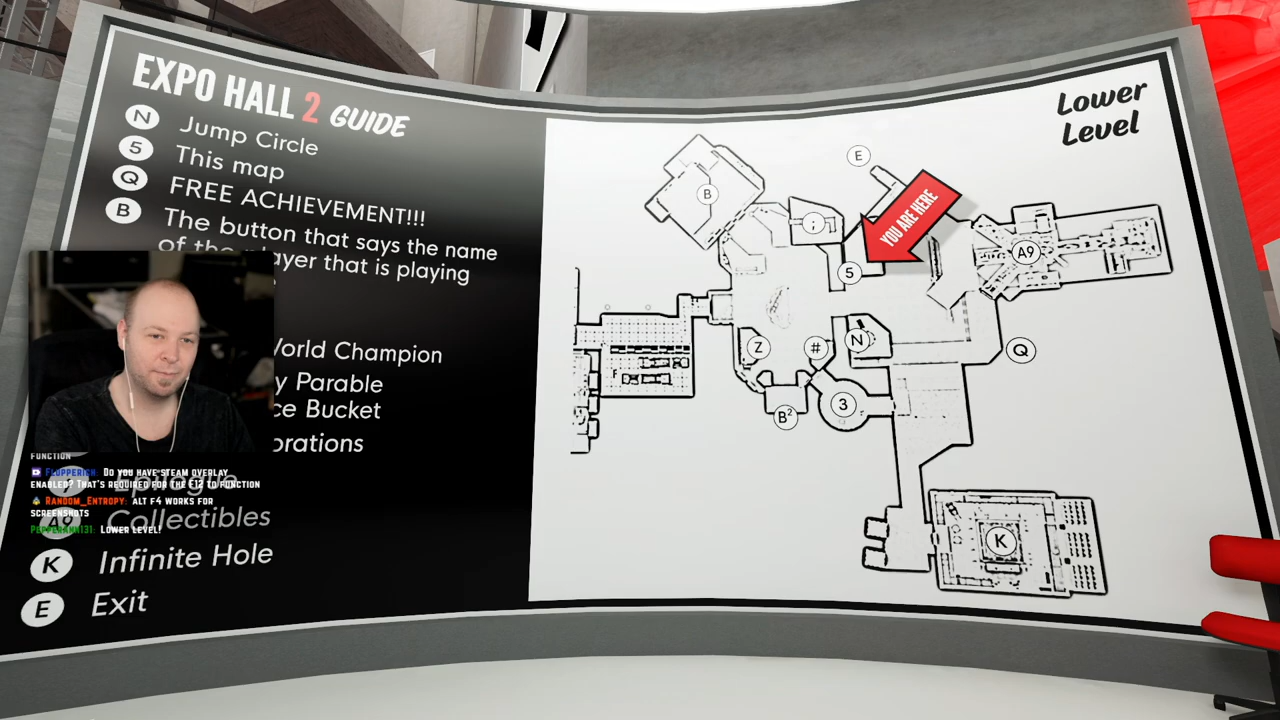 EXPO HALL 2 GUIDE
N Jump Circle
5 This map
Q FREE ACHIEVEMENT!!!
B The button that says the name
of the player that is playing
World Champion
Parable
Bucket
A9 Collectibles
K Infinite Hole
E Exit
Lower
Level
YOU ARE HERE
E
B
5
A9
Z
#
N
Q
B²
3
K
FUNCTION
Flopperich: Do you have Steam overlay
enabled? That's required for the F12 to function
Random_Entropy: alt f4 works for
screenshots
Lower level!